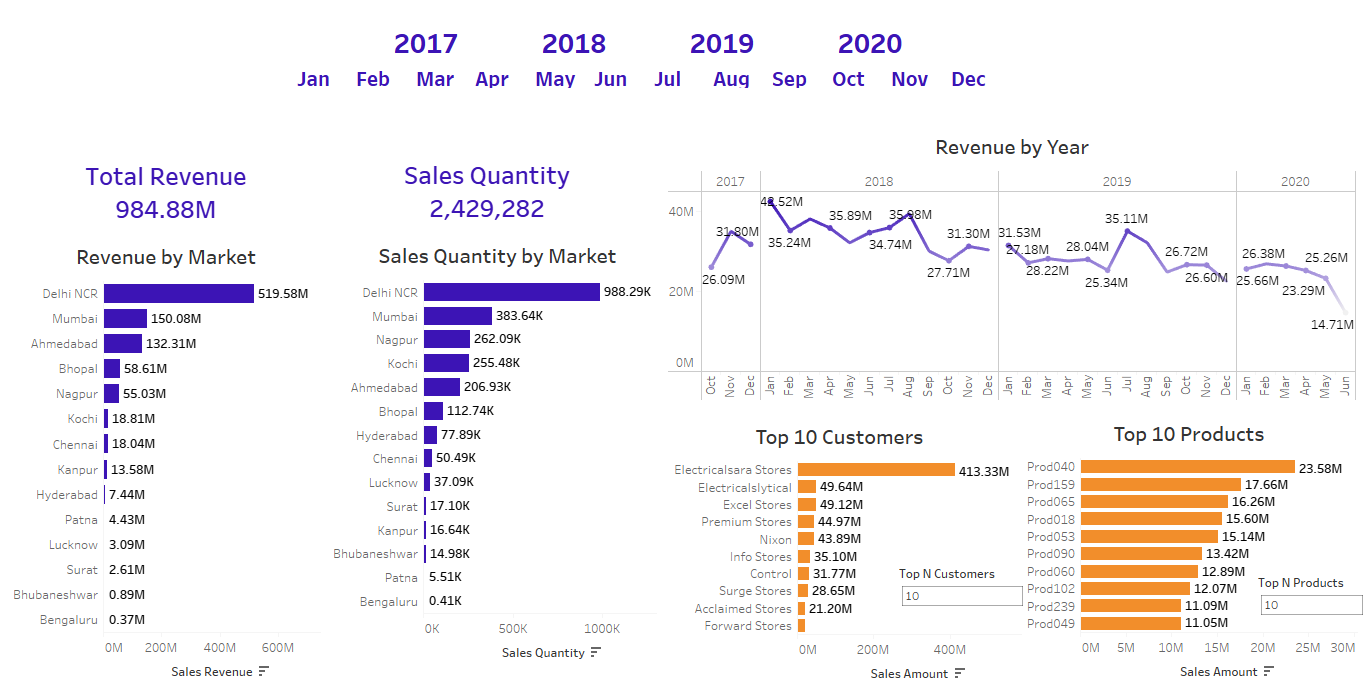 2017 2018 2019 2020
Jan Feb Mar Apr May Jun Jul Aug Sep Oct Nov Dec
Total Revenue
984.88M
Revenue by Market
Delhi NCR 519.58M
Mumbai 150.08M
Ahmedabad 132.31M
Bhopal 58.61M
Nagpur 55.03M
Kochi 18.81M
Chennai 18.04M
Kanpur 13.58M
Hyderabad 7.44M
Patna 4.43M
Lucknow 3.09M
Surat 2.61M
Bhubaneshwar 0.89M
Bengaluru 0.37M
0M 200M 400M 600M
Sales Revenue
Sales Quantity
2,429,282
Sales Quantity by Market
Delhi NCR 988.29K
Mumbai 383.64K
Nagpur 262.09K
Kochi 255.48K
Ahmedabad 206.93K
Bhopal 112.74K
Hyderabad 77.89K
Chennai 50.49K
Lucknow 37.09K
Surat 17.10K
Kanpur 16.64K
Bhubaneshwar 14.98K
Patna 5.51K
Bengaluru 0.41K
0K 500K 1000K
Sales Quantity
Revenue by Year
2017 2018 2019 2020
40M
20M
0M
26.09M 31.80M 35.24M 35.89M 34.74M 35.98M 27.71M 31.30M 31.53M 27.18M 28.22M 28.04M 25.34M 35.11M 26.72M 26.60M 25.66M 26.38M 23.29M 25.26M 14.71M
Oct Nov Dec Jan Feb Mar Apr May Jun Jul Aug Sep Oct Nov Dec Jan Feb Mar Apr May Jun Jul Aug Sep Oct Nov Dec Jan Feb Mar Apr May Jun
Top 10 Customers
Electricalsara Stores 413.33M
Electricalslytical 49.64M
Excel Stores 49.12M
Premium Stores 44.97M
Nixon 43.89M
Info Stores 35.10M
Control 31.77M
Surge Stores 28.65M
Acclaimed Stores 21.20M
Forward Stores
0M 200M 400M
Sales Amount
Top N Customers
10
Top 10 Products
Prod040 23.58M
Prod159 17.66M
Prod065 16.26M
Prod018 15.60M
Prod053 15.14M
Prod090 13.42M
Prod060 12.89M
Prod102 12.07M
Prod239 11.09M
Prod049 11.05M
0M 5M 10M 15M 20M 25M 30M
Sales Amount
Top N Products
10